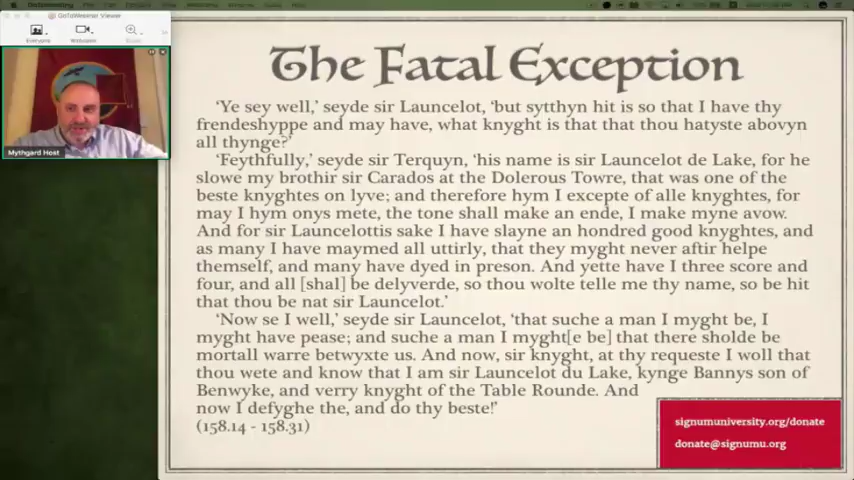 GoToWebinar Viewer
Everyone
Webcams
Mythgard Host
The Fatal Exception
‘Ye sey well,’ seyde sir Launcelot, ‘but sytthyn hit is so that I have thy
frendeshyppe and may have, what knyght is that that thou hatyste abovyn
all thynge?’
‘Feythfully,’ seyde sir Terquyn, ‘his name is sir Launcelot de Lake, for he
slowe my brothir sir Carados at the Dolerous Towre, that was one of the
beste knyghtes on lyve; and therefore hym I excepte of alle knyghtes, for
may I hym onys mete, the tone shall make an ende, I make myne avow.
And for sir Launcelottis sake I have slayne an hondred good knyghtes, and
as many I have maymed all uttirly, that they myght never aftir helpe
themself, and many have dyed in preson. And yette have I three score and
four, and all [shal] be delyverde, so thou wolte telle me thy name, so be hit
that thou be nat sir Launcelot.’
‘Now se I well,’ seyde sir Launcelot, ‘that suche a man I myght be, I
myght have pease; and suche a man I myght[e be] that there sholde be
mortall warre betwyxte us. And now, sir knyght, at thy requeste I woll that
thou wete and know that I am sir Launcelot du Lake, kynge Bannys son of
Benwyke, and verry knyght of the Table Rounde. And
now I defyghe the, and do thy beste!’
(158.14 - 158.31)
signumuniversity.org/donate
donate@signumu.org